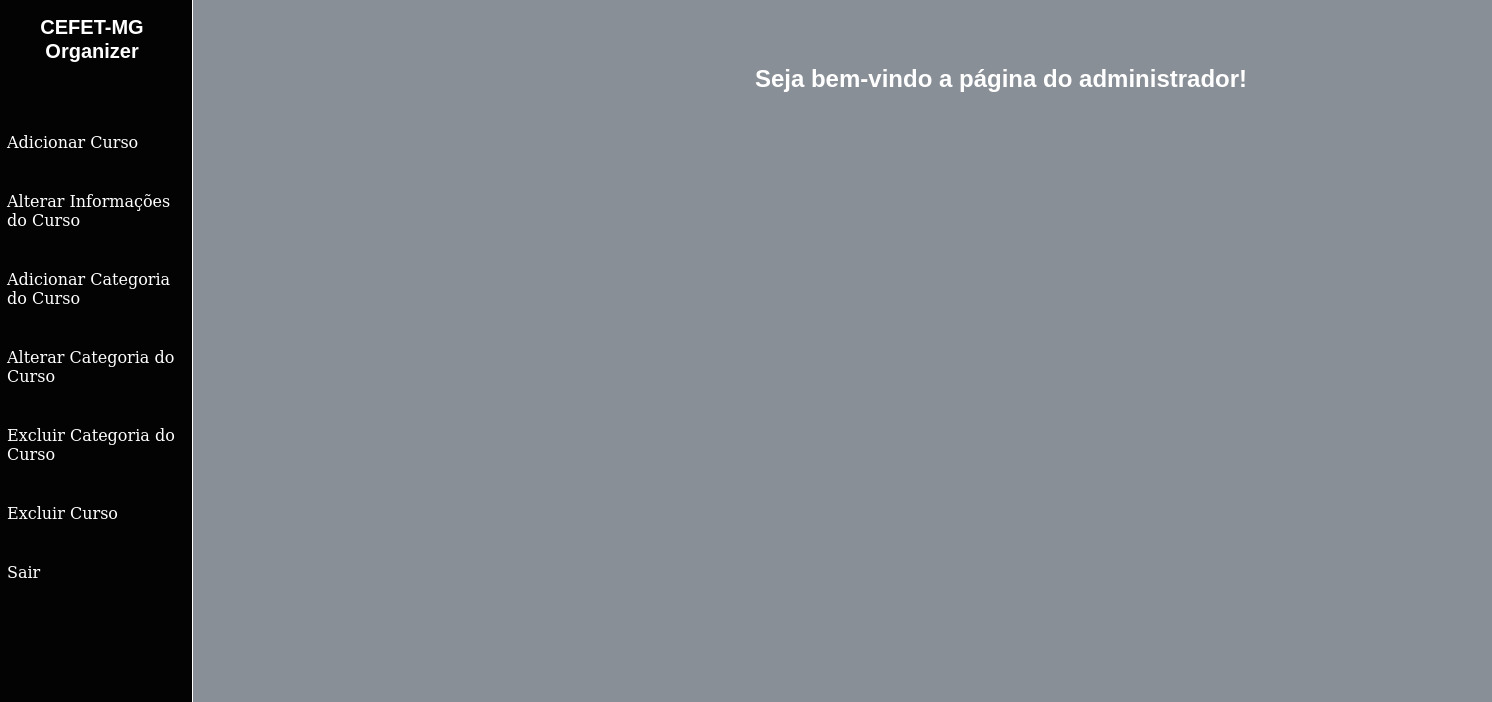 CEFET-MG
Organizer
Seja bem-vindo a página do administrador!
Adicionar Curso
Alterar Informações
do Curso
Adicionar Categoria
do Curso
Alterar Categoria do
Curso
Excluir Categoria do
Curso
Excluir Curso
Sair